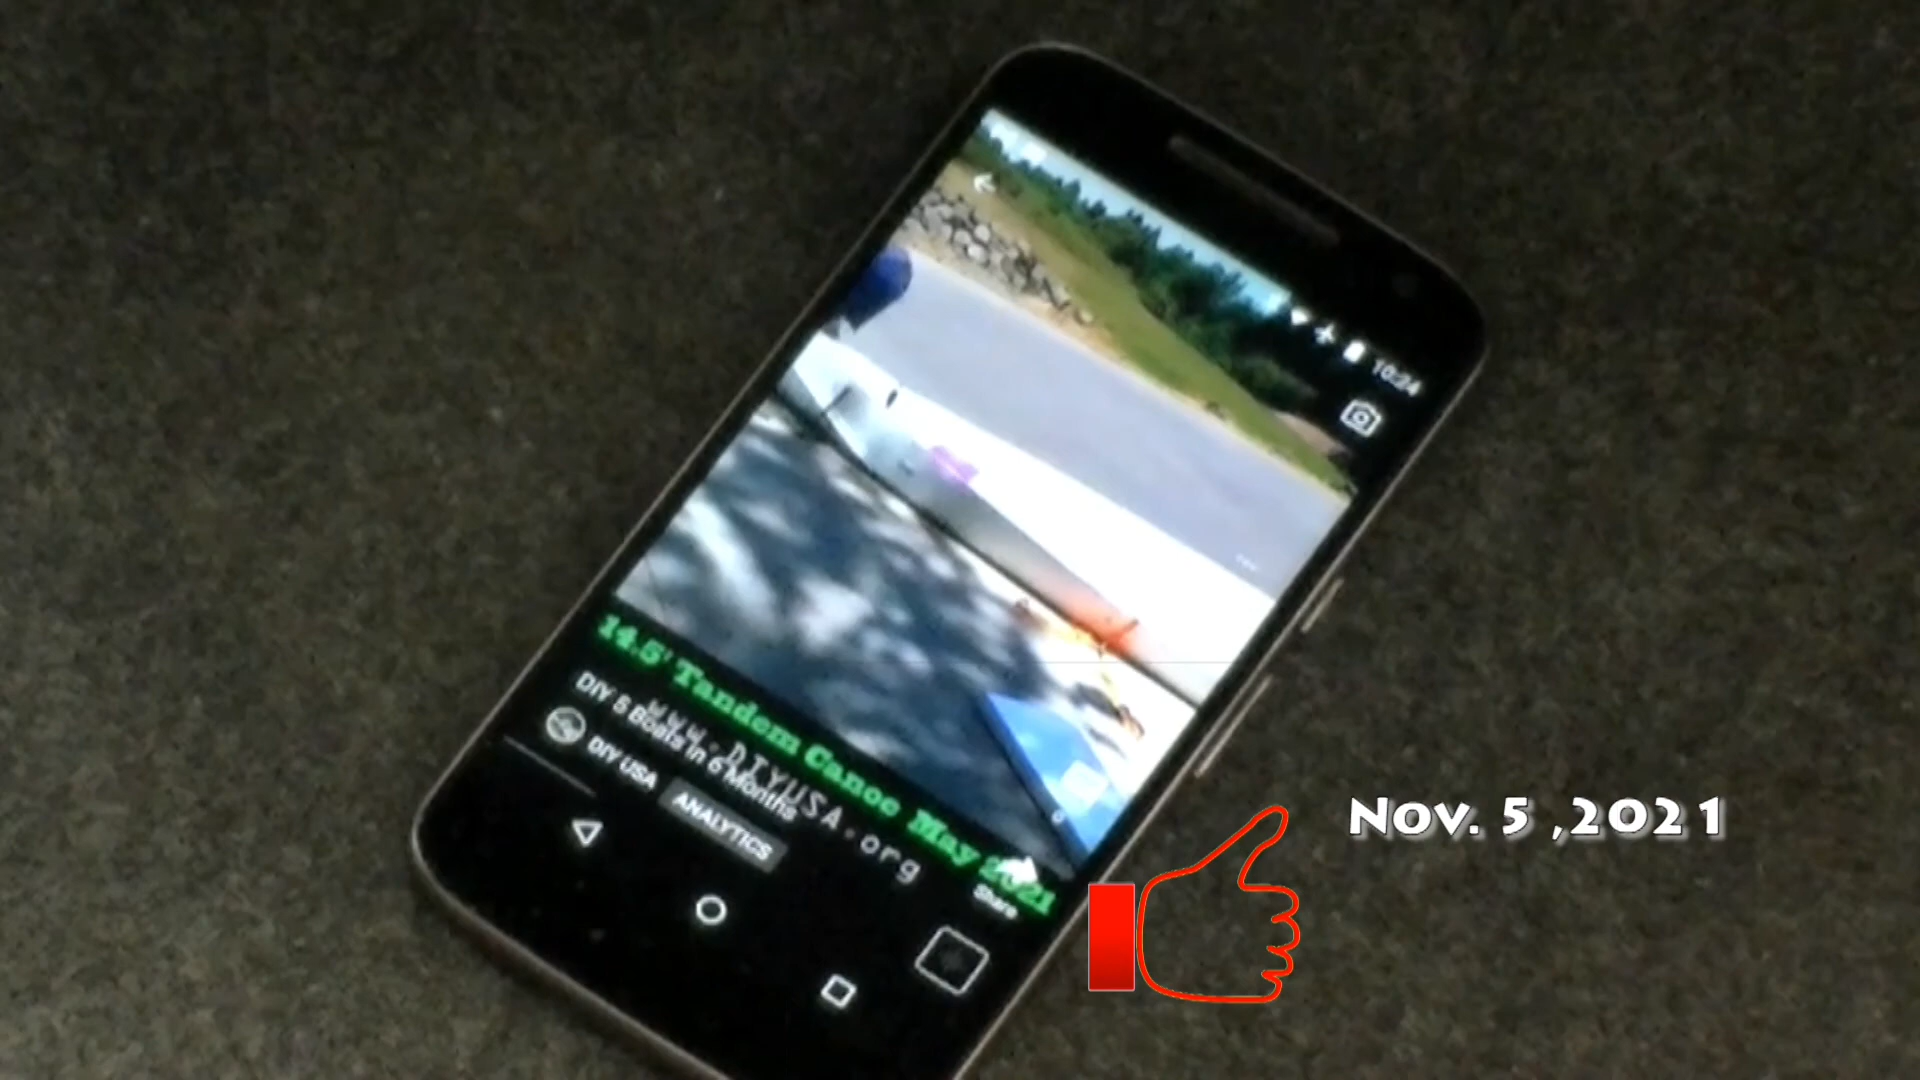 10:24
14.5' Tandem Canoe May 2021
www.DIYUSA.org
DIY 5 Boats in 6 Months
DIY USA
ANALYTICS
Share
0
Nov. 5 ,2021